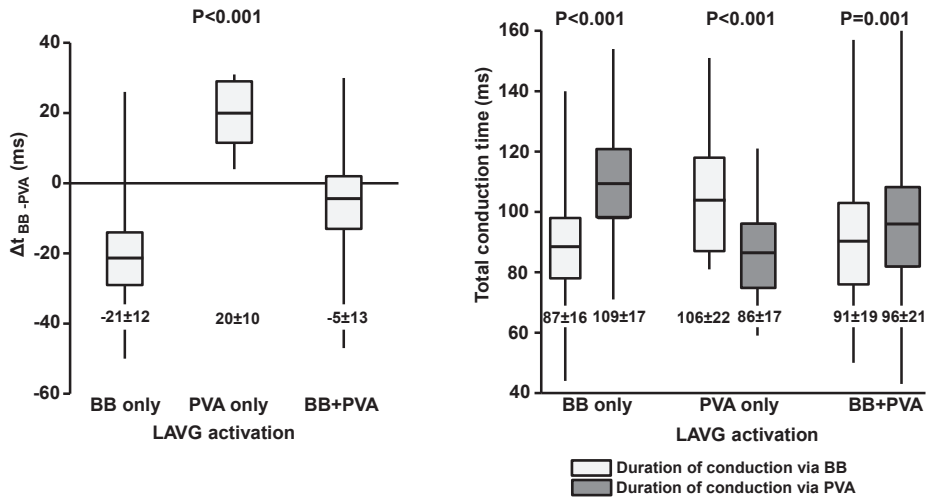 P<0.001
Δt BB -PVA (ms)
40
20
0
-20
-40
-60
-21±12
20±10
-5±13
BB only
PVA only
BB+PVA
LAVG activation
P<0.001
P<0.001
P=0.001
Total conduction time (ms)
160
140
120
100
80
60
40
87±16
109±17
106±22
86±17
91±19
96±21
BB only
PVA only
BB+PVA
LAVG activation
Duration of conduction via BB
Duration of conduction via PVA